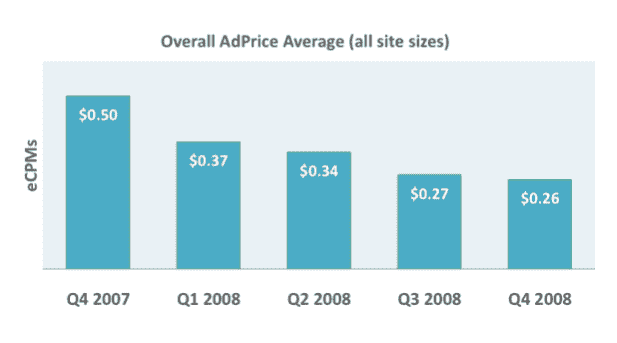 Overall AdPrice Average (all site sizes)
eCPMs
$0.50
$0.37
$0.34
$0.27
$0.26
Q4 2007
Q1 2008
Q2 2008
Q3 2008
Q4 2008